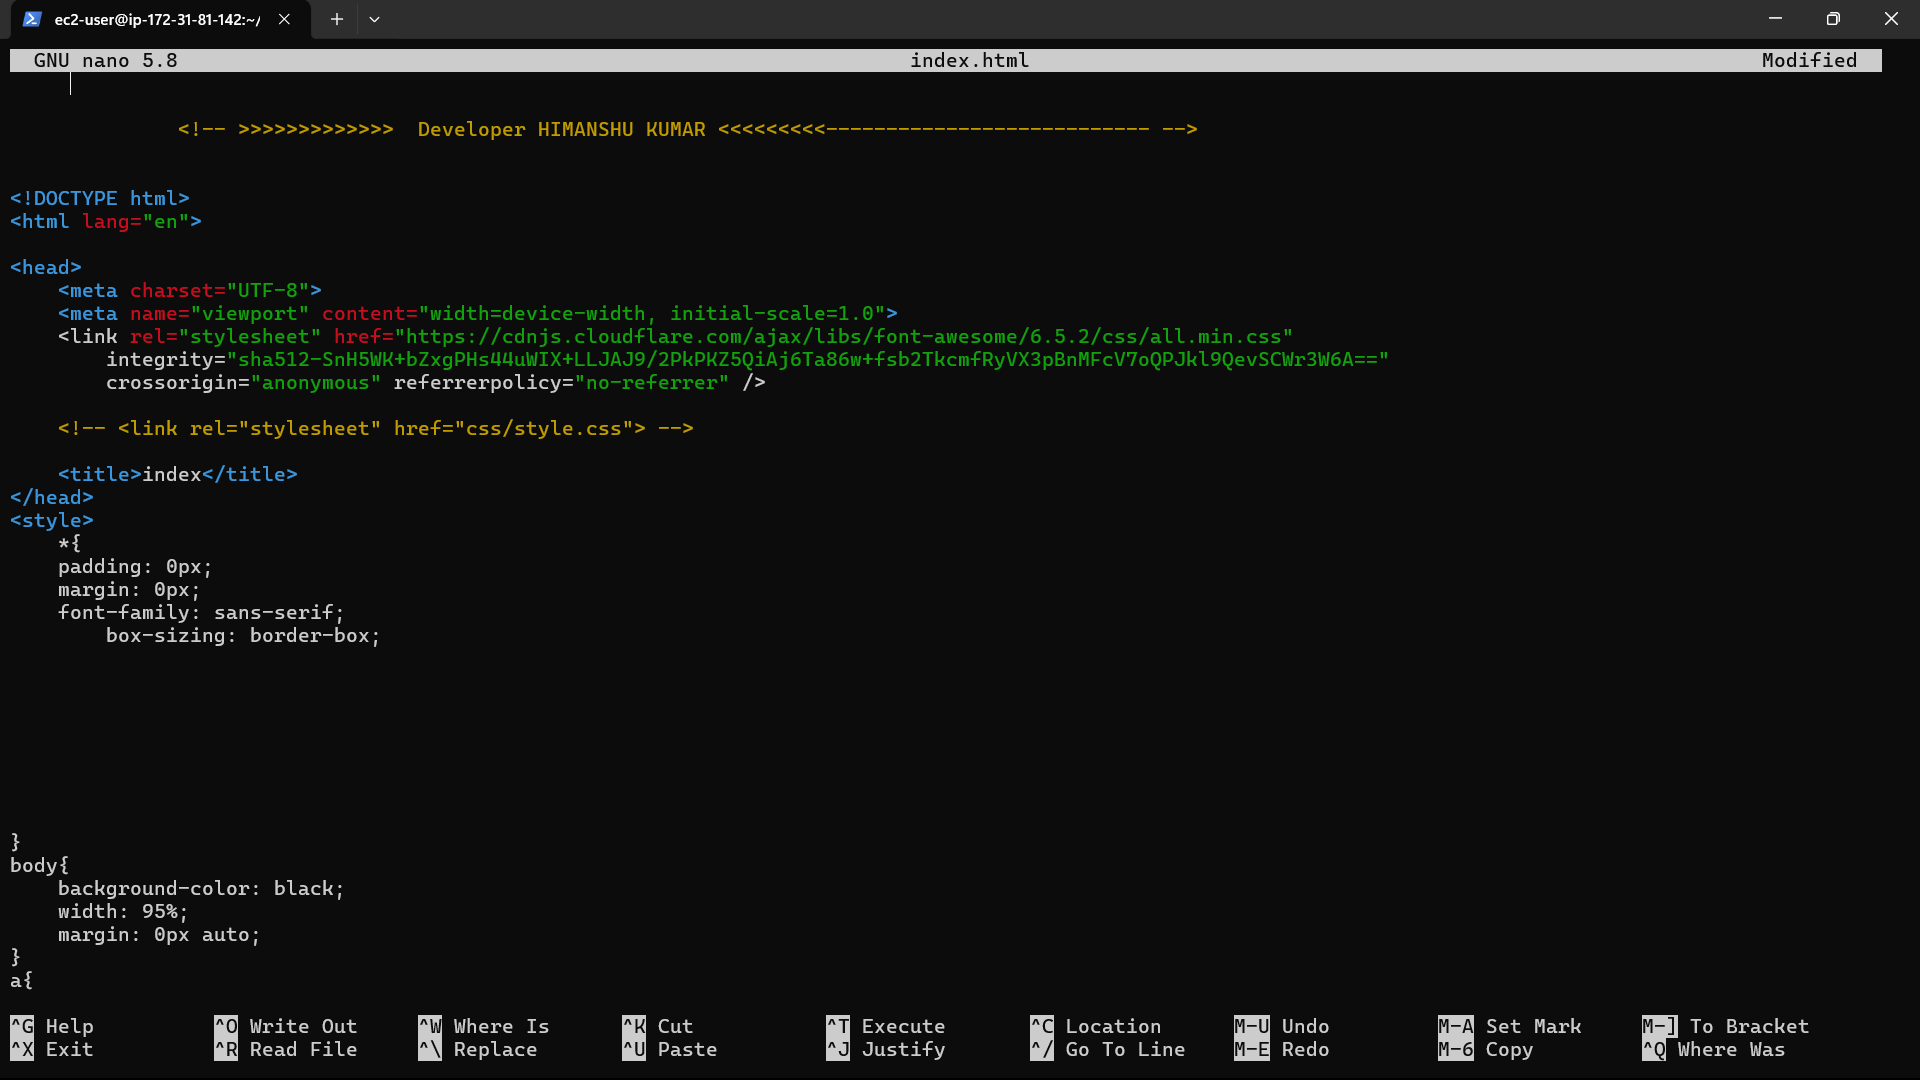 ec2-user@ip-172-31-81-142:~/
GNU nano 5.8 index.html Modified
<!-- >>>>>>>>>>>>>  Developer HIMANSHU KUMAR <<<<<<<<<--------------------------- -->
<!DOCTYPE html>
<html lang="en">
<head>
    <meta charset="UTF-8">
    <meta name="viewport" content="width=device-width, initial-scale=1.0">
    <link rel="stylesheet" href="https://cdnjs.cloudflare.com/ajax/libs/font-awesome/6.5.2/css/all.min.css"
        integrity="sha512-SnH5WK+bZxgPHs44uWIX+LLJAJ9/2PkPKZ5QiAj6Ta86w+fsb2TkcmfRyVX3pBnMFcV7oQPJkl9QevSCWr3W6A=="
        crossorigin="anonymous" referrerpolicy="no-referrer" />
    <!-- <link rel="stylesheet" href="css/style.css"> -->
    <title>index</title>
</head>
<style>
    *{
    padding: 0px;
    margin: 0px;
    font-family: sans-serif;
        box-sizing: border-box;
}
body{
    background-color: black;
    width: 95%;
    margin: 0px auto;
}
a{
^G Help ^O Write Out ^W Where Is ^K Cut ^T Execute ^C Location M-U Undo M-A Set Mark M-] To Bracket
^X Exit ^R Read File ^\ Replace ^U Paste ^J Justify ^/ Go To Line M-E Redo M-6 Copy ^Q Where Was